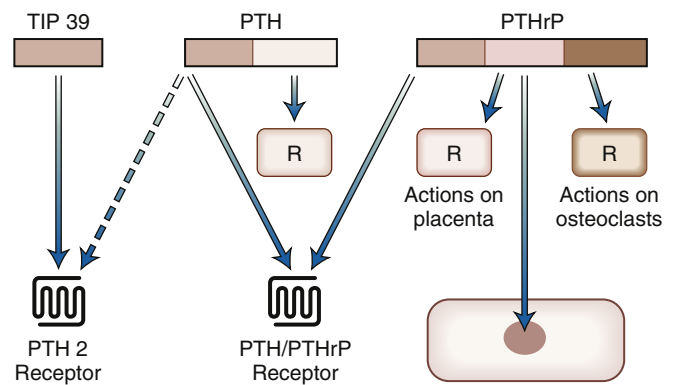 TIP 39
PTH
PTHrP
R
R
R
Actions on
placenta
Actions on
osteoclasts
PTH 2
Receptor
PTH/PTHrP
Receptor